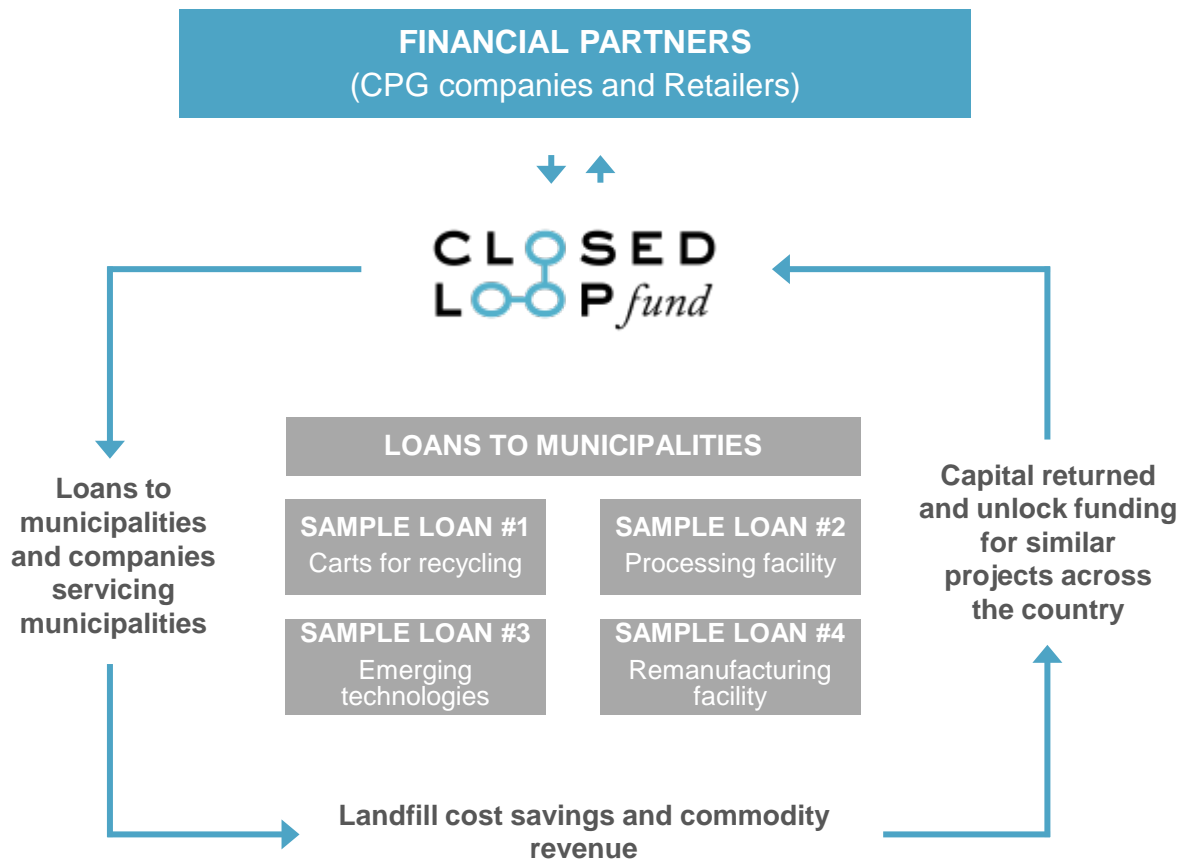 FINANCIAL PARTNERS
(CPG companies and Retailers)
CLOSED
LOOP fund
LOANS TO MUNICIPALITIES
Loans to
municipalities
and companies
servicing
municipalities
SAMPLE LOAN #1
Carts for recycling
SAMPLE LOAN #2
Processing facility
SAMPLE LOAN #3
Emerging
technologies
SAMPLE LOAN #4
Remanufacturing
facility
Capital returned
and unlock funding
for similar
projects across
the country
Landfill cost savings and commodity
revenue